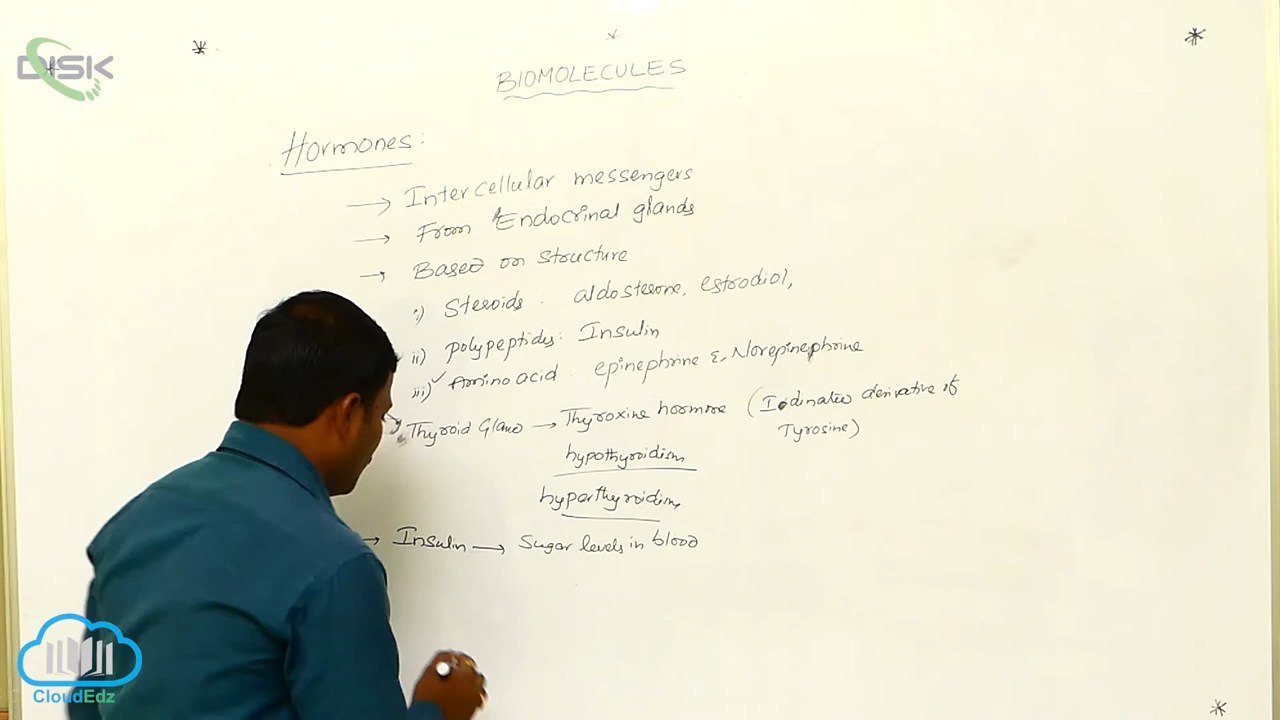 DISK
BIOMOLECULES
Hormones:
→ Intercellular messengers
→ From Endocrinal glands
→ Based on structure
i) Steroids : aldosterone, estrodiol,
ii) polypeptides: Insulin
iii) Amino acid : epinephrine & Norepinephrine
Thyroid Gland → Thyroxine hormone (Iodinated derivative of
Tyrosine)
hypothyroidism
hyperthyroidism
→ Insulin → Sugar levels in blood
CloudEdz